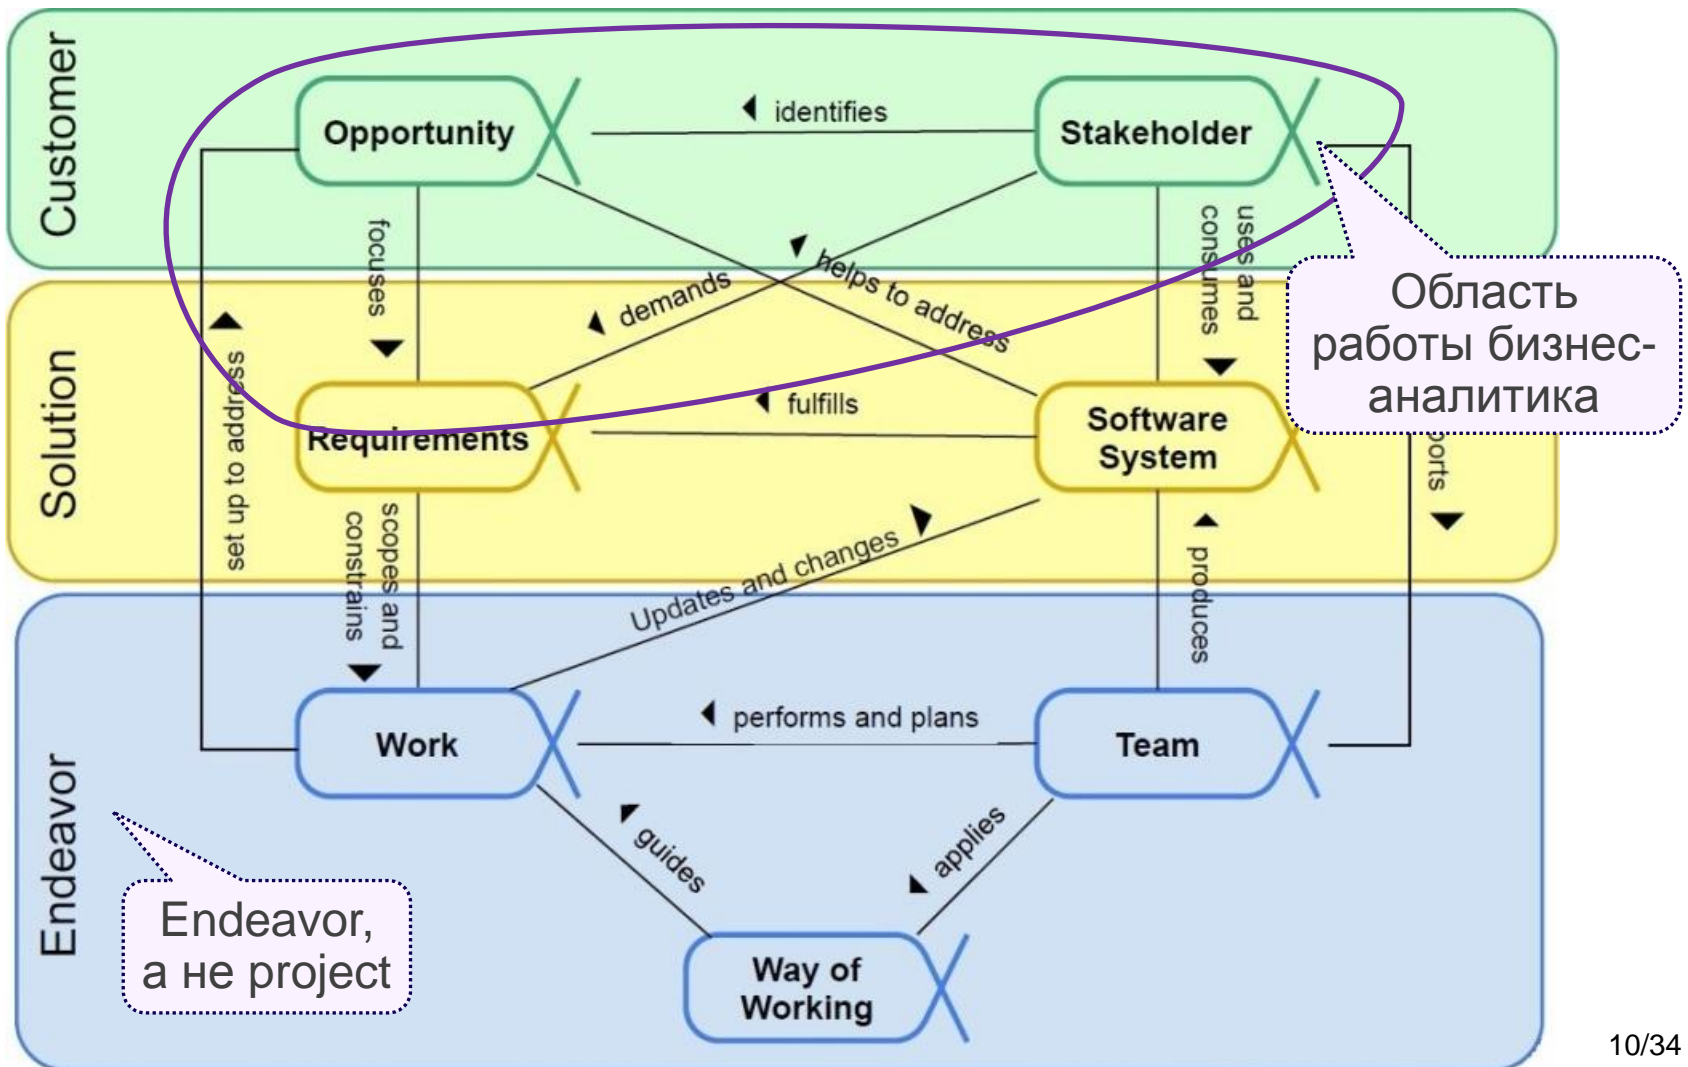 Customer
Opportunity
identifies
Stakeholder
focuses
uses and
consumes
demands
helps to address
Область
работы бизнес-
аналитика
Solution
set up to address
Requirements
fulfills
Software
System
ports
scopes and
constrains
Updates and changes
produces
Endeavor
Work
performs and plans
Team
guides
applies
Endeavor,
а не project
Way of
Working
10/34